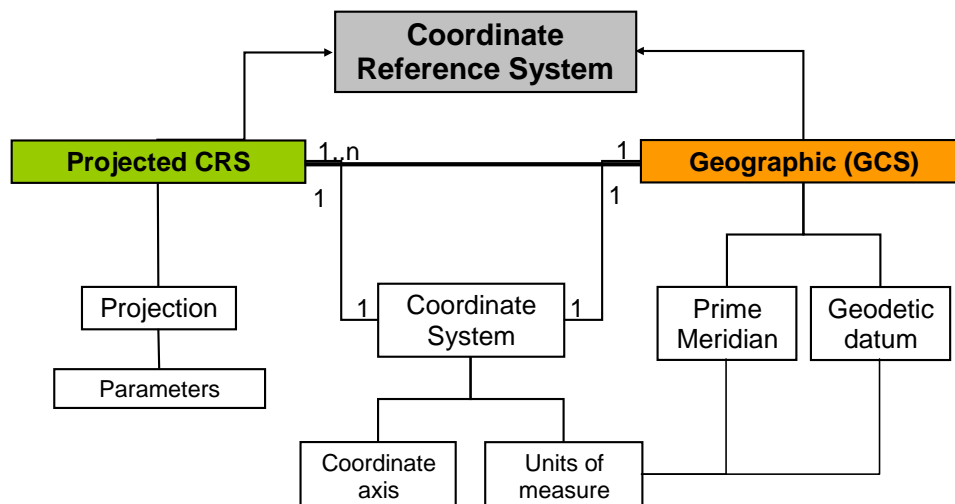 Coordinate
Reference System
Projected CRS
1..n
1
Geographic (GCS)
1
1
Projection
1
Coordinate
System
1
Prime
Meridian
Geodetic
datum
Parameters
Coordinate
axis
Units of
measure